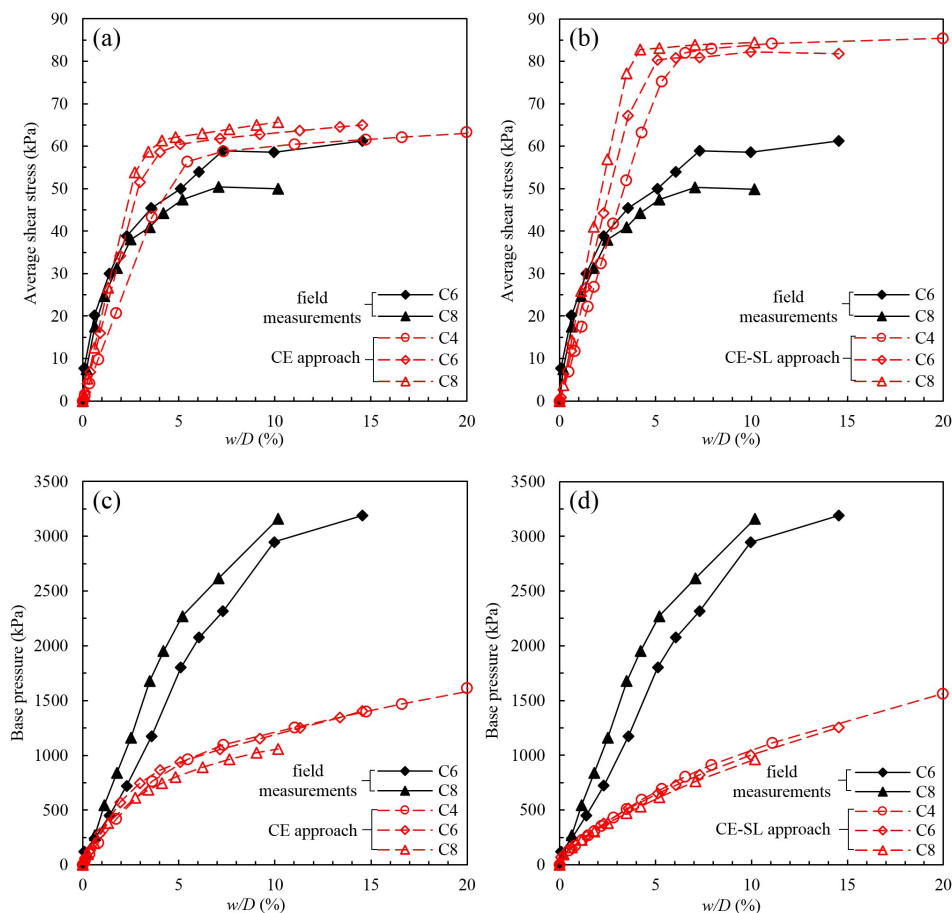 (a)
Average shear stress (kPa)
90
80
70
60
50
40
30
20
10
0
0 5 10 15 20
w/D (%)
field
measurements
C6
C8
CE approach
C4
C6
C8
(b)
Average shear stress (kPa)
90
80
70
60
50
40
30
20
10
0
0 5 10 15 20
w/D (%)
field
measurements
C6
C8
CE-SL approach
C4
C6
C8
(c)
Base pressure (kPa)
3500
3000
2500
2000
1500
1000
500
0
0 5 10 15 20
w/D (%)
field
measurements
C6
C8
CE approach
C4
C6
C8
(d)
Base pressure (kPa)
3500
3000
2500
2000
1500
1000
500
0
0 5 10 15 20
w/D (%)
field
measurements
C6
C8
CE-SL approach
C4
C6
C8